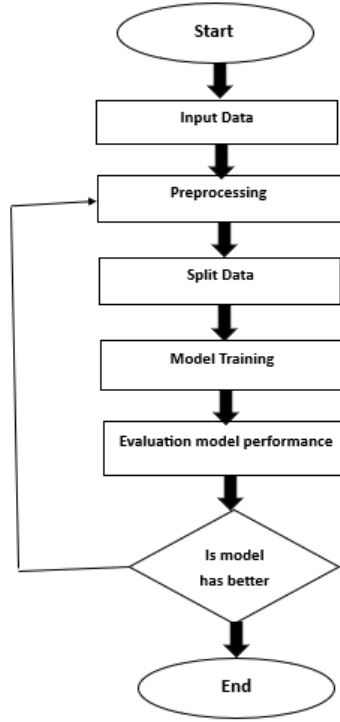 Start
Input Data
Preprocessing
Split Data
Model Training
Evaluation model performance
Is model
has better
End